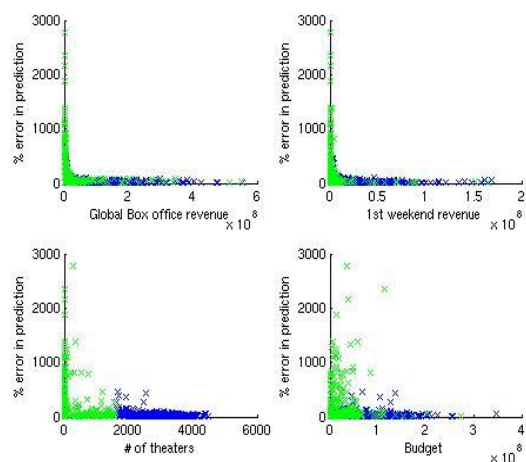 3000
2000
1000
0
% error in prediction
0 2 4 6
Global Box office revenue
× 10^8
3000
2000
1000
0
% error in prediction
0 0.5 1 1.5 2
1st weekend revenue
× 10^8
3000
2000
1000
0
% error in prediction
0 2000 4000 6000
# of theaters
3000
2000
1000
0
% error in prediction
0 1 2 3 4
Budget
× 10^8